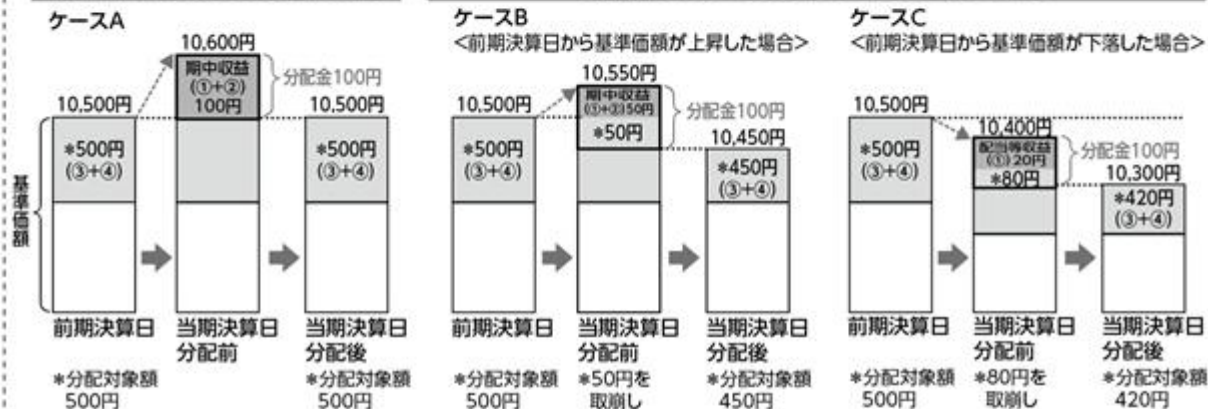 ケースA
10,600円
期中収益
(①+②)
100円
分配金100円
10,500円
10,500円
*500円
(③+④)
*500円
(③+④)
基準価額
前期決算日
当期決算日
分配前
当期決算日
分配後
*分配対象額
500円
*分配対象額
500円
ケースB
<前期決算日から基準価額が上昇した場合>
10,550円
期中収益
(①+②)50円
*50円
分配金100円
10,500円
10,450円
*500円
(③+④)
*450円
(③+④)
前期決算日
当期決算日
分配前
当期決算日
分配後
*分配対象額
500円
*50円を
取崩し
*分配対象額
450円
ケースC
<前期決算日から基準価額が下落した場合>
10,500円
10,400円
配当等収益
(①)20円
*80円
分配金100円
10,300円
*500円
(③+④)
*420円
(③+④)
前期決算日
当期決算日
分配前
当期決算日
分配後
*分配対象額
500円
*80円を
取崩し
*分配対象額
420円